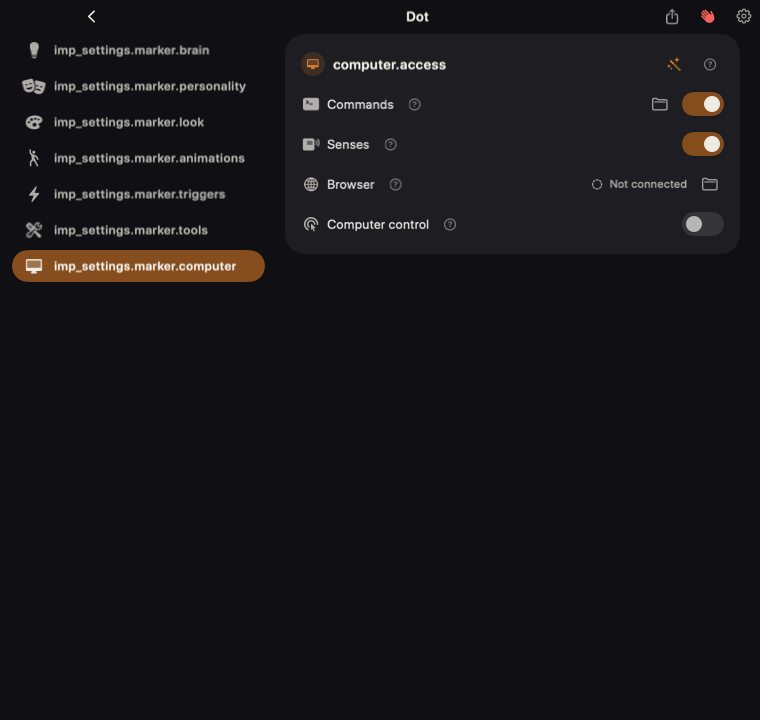 Dot
imp_settings.marker.brain
imp_settings.marker.personality
imp_settings.marker.look
imp_settings.marker.animations
imp_settings.marker.triggers
imp_settings.marker.tools
imp_settings.marker.computer
computer.access
Commands
Senses
Browser
Not connected
Computer control